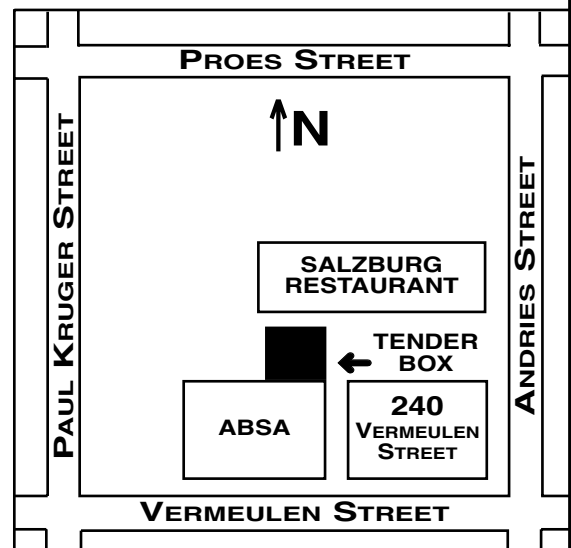 PROES STREET
N
PAUL KRUGER STREET
ANDRIES STREET
SALZBURG
RESTAURANT
TENDER
BOX
ABSA
240
VERMEULEN
STREET
VERMEULEN STREET